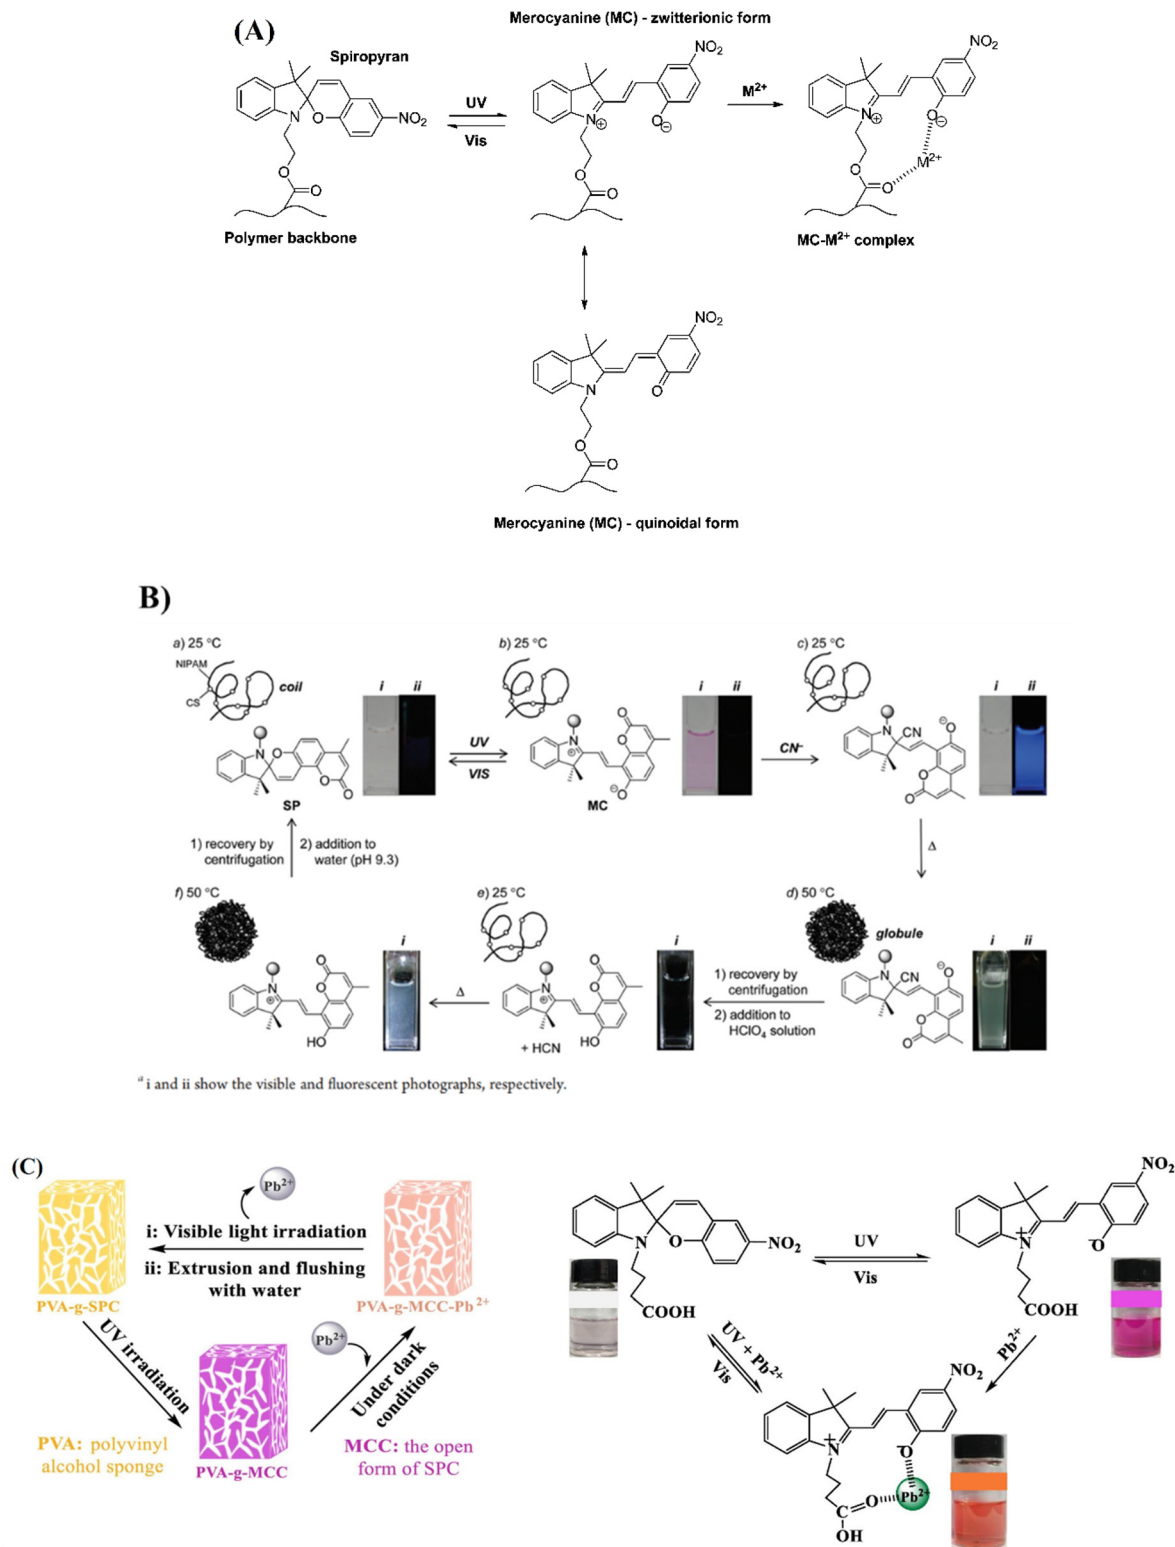 (A)
Merocyanine (MC) - zwitterionic form
Spiropyran
NO₂
NO₂
UV
Vis
M²⁺
N
O
NO₂
N
⊕
O
⊖
N
⊕
O
⊖
O
O
O
O
O
M²⁺
O
Polymer backbone
MC-M²⁺ complex
NO₂
N
O
O
O
Merocyanine (MC) - quinoidal form
B)
a) 25 °C
b) 25 °C
c) 25 °C
NIPAM
coil
CS
i
ii
i
ii
i
ii
N
O
O
O
SP
UV
VIS
N
⊕
O
O
O
⊖
MC
CN⁻
N
CN
O
⊖
O
O
1) recovery by
centrifugation
2) addition to
water (pH 9.3)
Δ
f) 50 °C
e) 25 °C
d) 50 °C
globule
i
i
i
ii
N
⊕
O
O
HO
Δ
N
⊕
O
O
HO
+ HCN
1) recovery by
centrifugation
2) addition to
HClO₄ solution
N
CN
O
⊖
O
O
ᵃ i and ii show the visible and fluorescent photographs, respectively.
(C)
Pb²⁺
i: Visible light irradiation
ii: Extrusion and flushing
with water
PVA-g-SPC
PVA-g-MCC-Pb²⁺
UV irradiation
Pb²⁺
Under dark
conditions
PVA: polyvinyl
alcohol sponge
PVA-g-MCC
MCC: the open
form of SPC
N
O
NO₂
COOH
UV
Vis
NO₂
N
+
O
-
COOH
UV + Pb²⁺
Vis
Pb²⁺
NO₂
N
+
O
-
C
O
OH
Pb²⁺